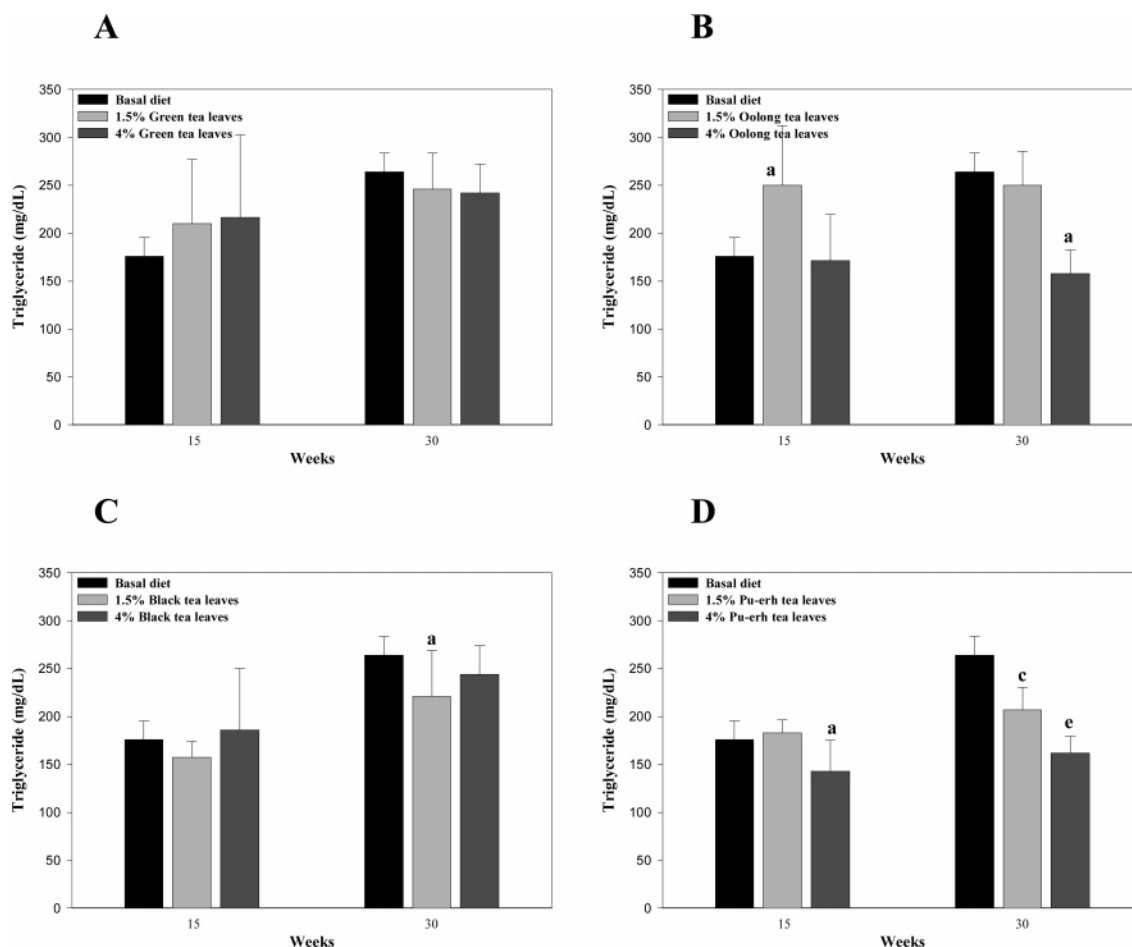 A
Triglyceride (mg/dL)
350
300
250
200
150
100
50
0
Basal diet
1.5% Green tea leaves
4% Green tea leaves
15
30
Weeks
B
Triglyceride (mg/dL)
350
300
250
200
150
100
50
0
Basal diet
1.5% Oolong tea leaves
4% Oolong tea leaves
a
a
15
30
Weeks
C
Triglyceride (mg/dL)
350
300
250
200
150
100
50
0
Basal diet
1.5% Black tea leaves
4% Black tea leaves
a
15
30
Weeks
D
Triglyceride (mg/dL)
350
300
250
200
150
100
50
0
Basal diet
1.5% Pu-erh tea leaves
4% Pu-erh tea leaves
a
c
e
15
30
Weeks